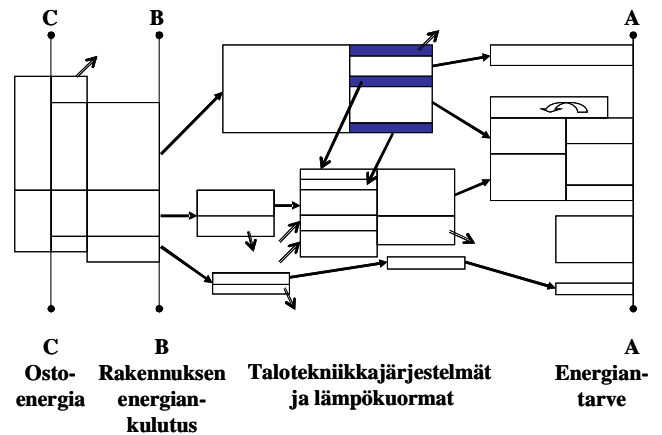 C
B
A
C
Osto-
energia
B
Rakennuksen
energian-
kulutus
Talotekniikkajärjestelmät
ja lämpökuormat
A
Energian-
tarve